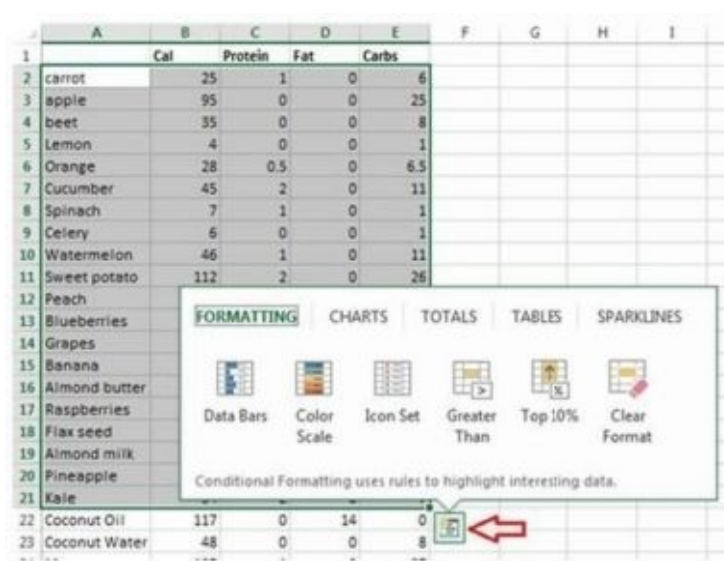 A B C D E F G H I
1 Cal Protein Fat Carbs
2 carrot 25 1 0 6
3 apple 95 0 0 25
4 beet 35 0 0 8
5 Lemon 4 0 0 1
6 Orange 28 0.5 0 6.5
7 Cucumber 45 2 0 11
8 Spinach 7 1 0 1
9 Celery 6 0 0 1
10 Watermelon 46 1 0 11
11 Sweet potato 112 2 0 26
12 Peach
13 Blueberries
14 Grapes
15 Banana
16 Almond butter
17 Raspberries
18 Flax seed
19 Almond milk
20 Pineapple
21 Kale
FORMATTING CHARTS TOTALS TABLES SPARKLINES
Data Bars Color Icon Set Greater Top 10% Clear
Scale Than Format
Conditional Formatting uses rules to highlight interesting data.
22 Coconut Oil 117 0 14 0
23 Coconut Water 48 0 0 8